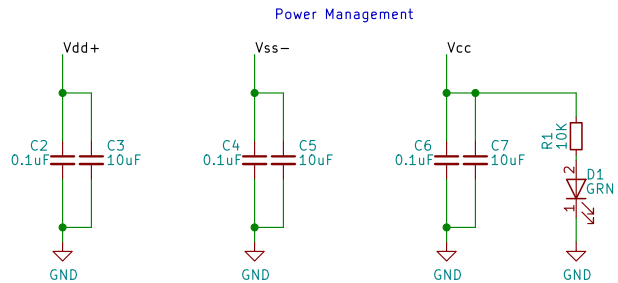 Power Management
Vdd+
Vss-
Vcc
C2
0.1uF
C3
10uF
C4
0.1uF
C5
10uF
C6
0.1uF
C7
10uF
R1
10K
2
D1
GRN
1
GND
GND
GND
GND